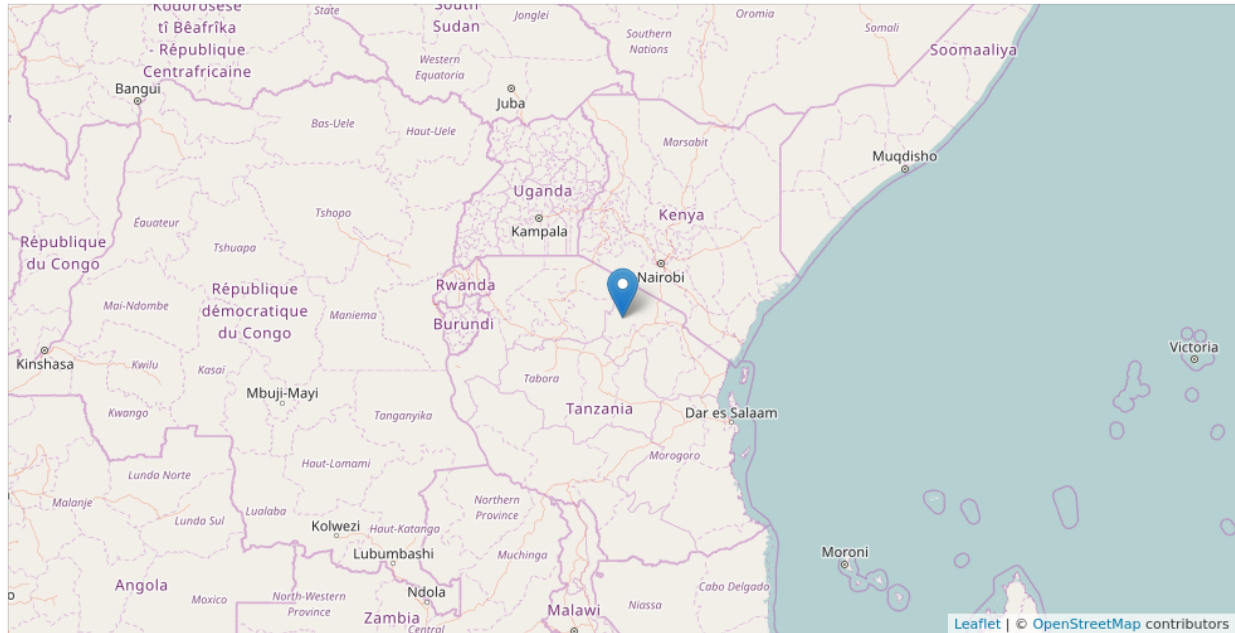 Ködörösêse
tî Bêafrîka
- République
Centrafricaine
State
South
Sudan
Jonglei
Southern
Nations
Oromia
Somali
Soomaaliya
Western
Equatoria
Bangui
Juba
Bas-Uele
Haut-Uele
Marsabit
Muqdisho
Uganda
Kampala
Kenya
Tshopo
Équateur
République
du Congo
Tshuapa
Nairobi
Rwanda
République
démocratique
du Congo
Mai-Ndombe
Maniema
Burundi
Kinshasa
Kwilu
Kasaï
Victoria
Mbuji-Mayi
Tabora
Kwango
Tanganyika
Tanzania
Dar es Salaam
Morogoro
Haut-Lomami
Lunda Norte
Malanje
Lualaba
Lunda Sul
Northern
Province
Kolwezi
Haut-Katanga
Lubumbashi
Muchinga
Moroni
Angola
Moxico
North-Western
Province
Ndola
Zambia
Central
Malawi
Niassa
Cabo Delgado
Leaflet | © OpenStreetMap contributors